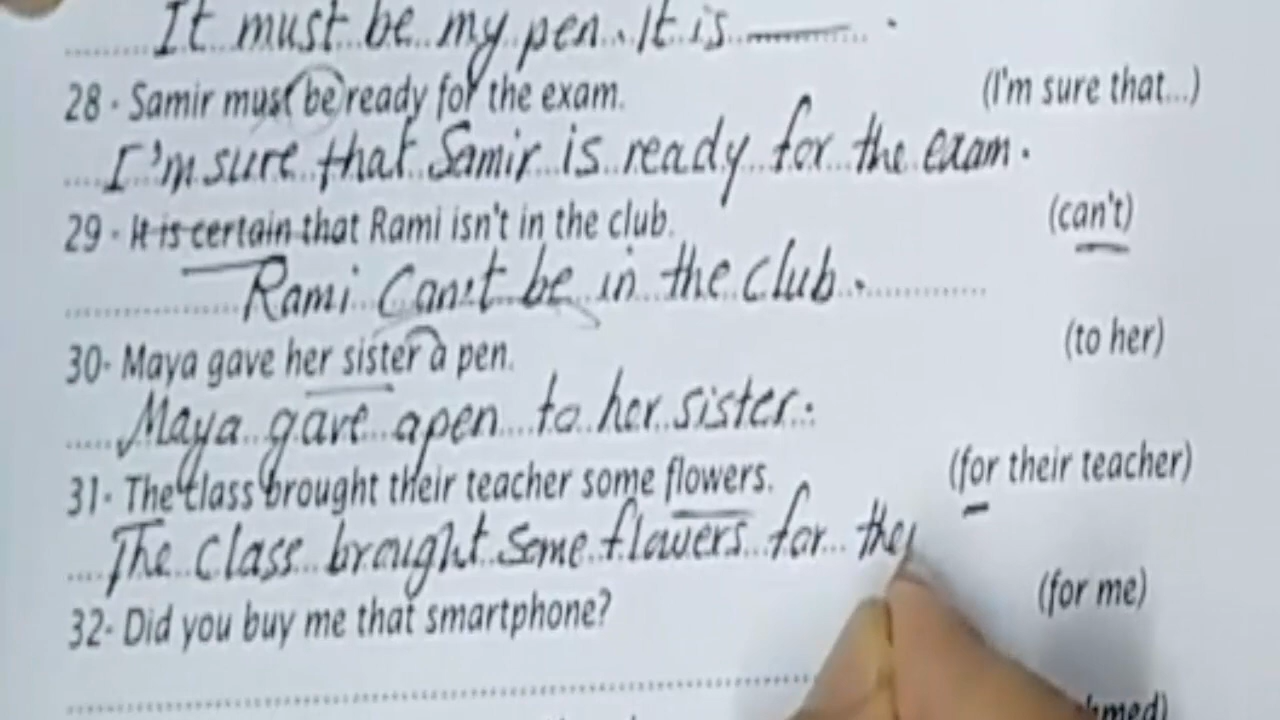 It must be my pen. It is
28 - Samir must be ready for the exam. (I'm sure that...)
I'm sure that Samir is ready for the exam.
29 - It is certain that Rami isn't in the club. (can't)
Rami Can't be in the club.
30- Maya gave her sister a pen. (to her)
Maya gave a pen to her sister.
31- The class brought their teacher some flowers. (for their teacher)
The class brought some flowers for the
32- Did you buy me that smartphone? (for me)